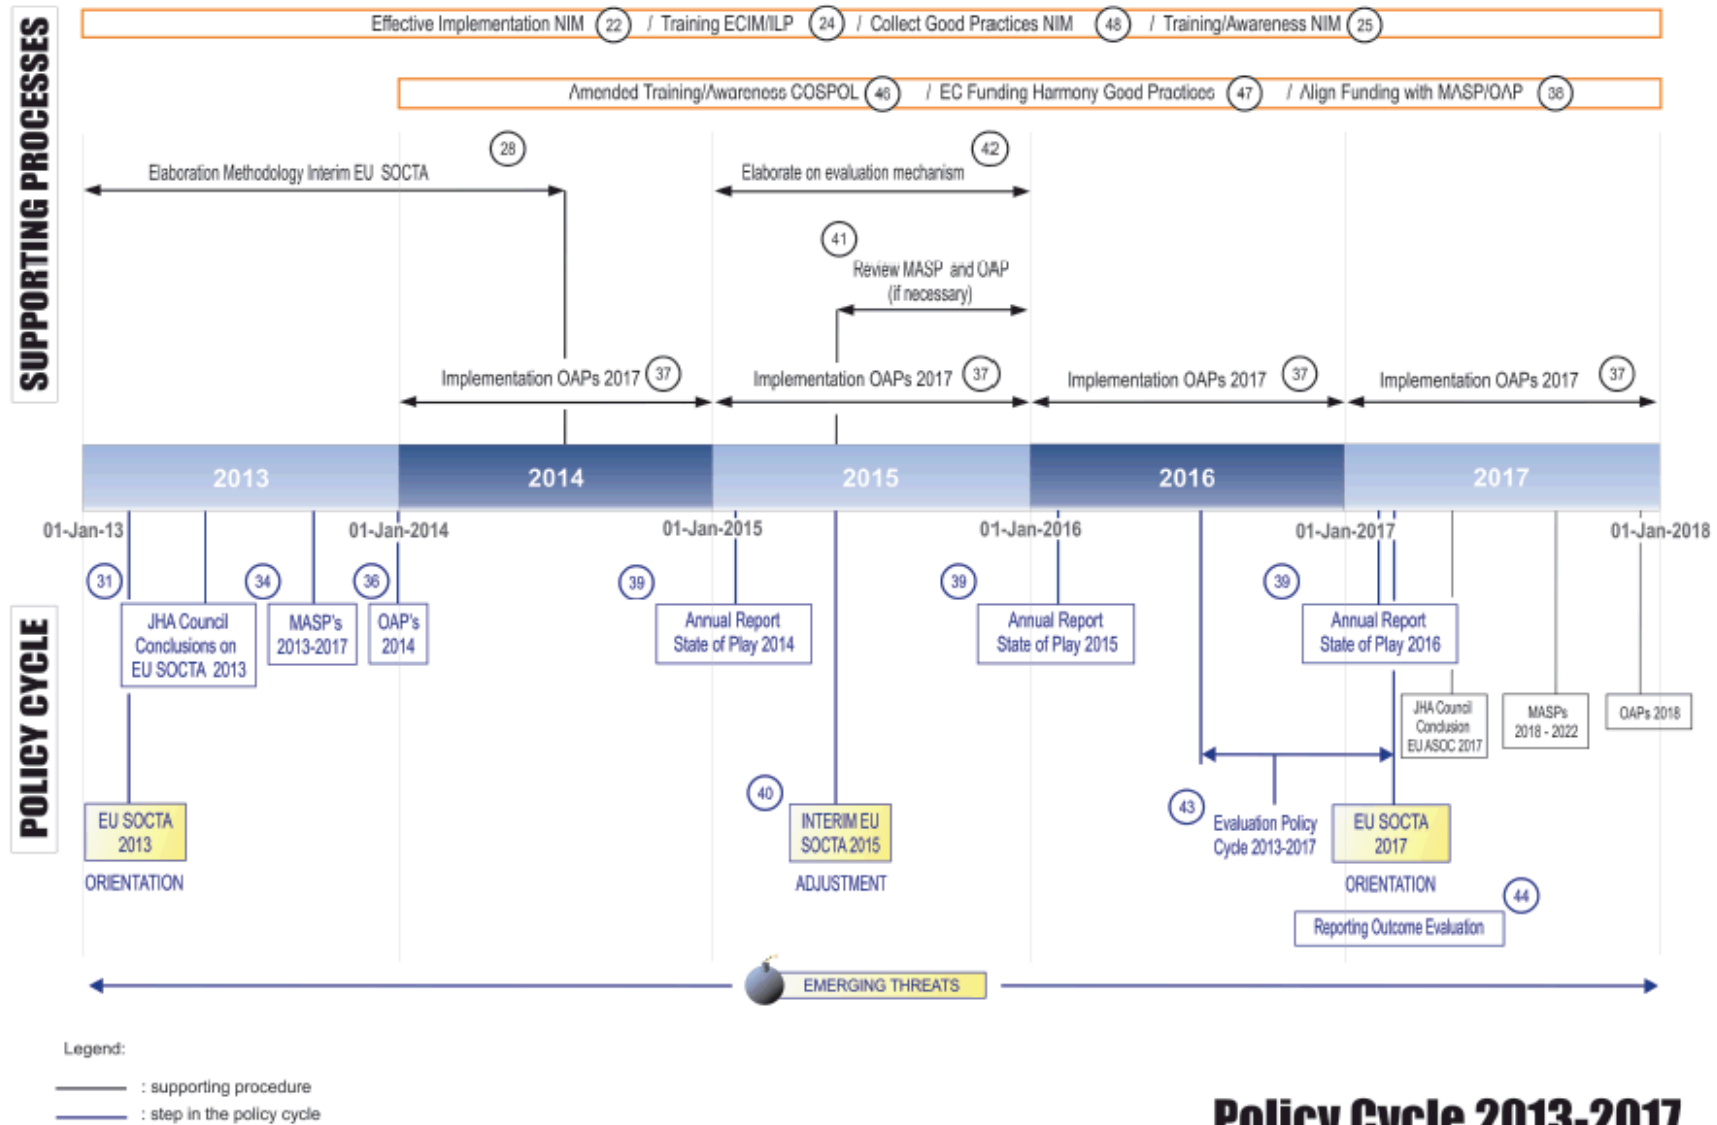 SUPPORTING PROCESSES
Effective Implementation NIM 22 / Training ECIM/ILP 24 / Collect Good Practices NIM 48 / Training/Awareness NIM 25
Amended Training/Awareness COSPOL 46 / EC Funding Harmony Good Practices 47 / Align Funding with MASP/OAP 38
28
Elaboration Methodology Interim EU SOCTA
42
Elaborate on evaluation mechanism
41
Review MASP and OAP
(if necessary)
Implementation OAPs 2017 37
Implementation OAPs 2017 37
Implementation OAPs 2017 37
Implementation OAPs 2017 37
2013
2014
2015
2016
2017
01-Jan-13
01-Jan-2014
01-Jan-2015
01-Jan-2016
01-Jan-2017
01-Jan-2018
POLICY CYCLE
31
JHA Council
Conclusions on
EU SOCTA 2013
34
MASP's
2013-2017
36
OAP's
2014
39
Annual Report
State of Play 2014
39
Annual Report
State of Play 2015
39
Annual Report
State of Play 2016
JHA Council
Conclusion
EU ASOC 2017
MASPs
2018 - 2022
OAPs 2018
EU SOCTA
2013
ORIENTATION
40
INTERIM EU
SOCTA 2015
ADJUSTMENT
43
Evaluation Policy
Cycle 2013-2017
EU SOCTA
2017
ORIENTATION
44
Reporting Outcome Evaluation
EMERGING THREATS
Legend:
: supporting procedure
: step in the policy cycle
Policy Cycle 2013-2017